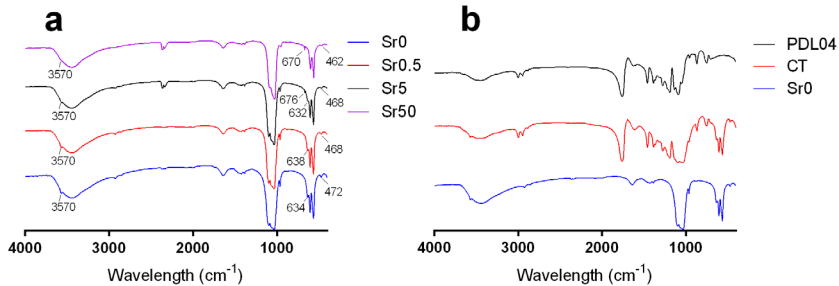 a
3570
670
462
3570
676
632
468
3570
638
468
3570
634
472
4000
3000
2000
1000
Wavelength (cm-1)
Sr0
Sr0.5
Sr5
Sr50
b
4000
3000
2000
1000
Wavelength (cm-1)
PDL04
CT
Sr0